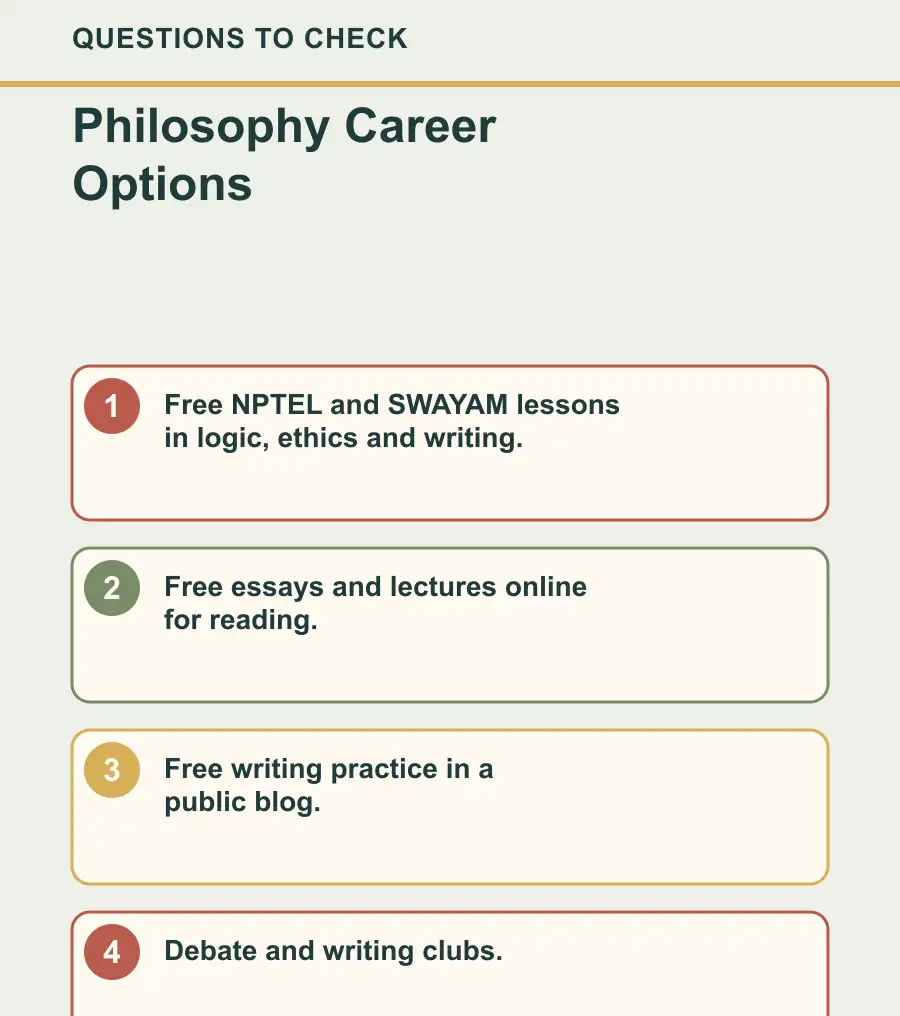 QUESTIONS TO CHECK
Philosophy Career
Options
1
Free NPTEL and SWAYAM lessons
in logic, ethics and writing.
2
Free essays and lectures online
for reading.
3
Free writing practice in a
public blog.
4
Debate and writing clubs.